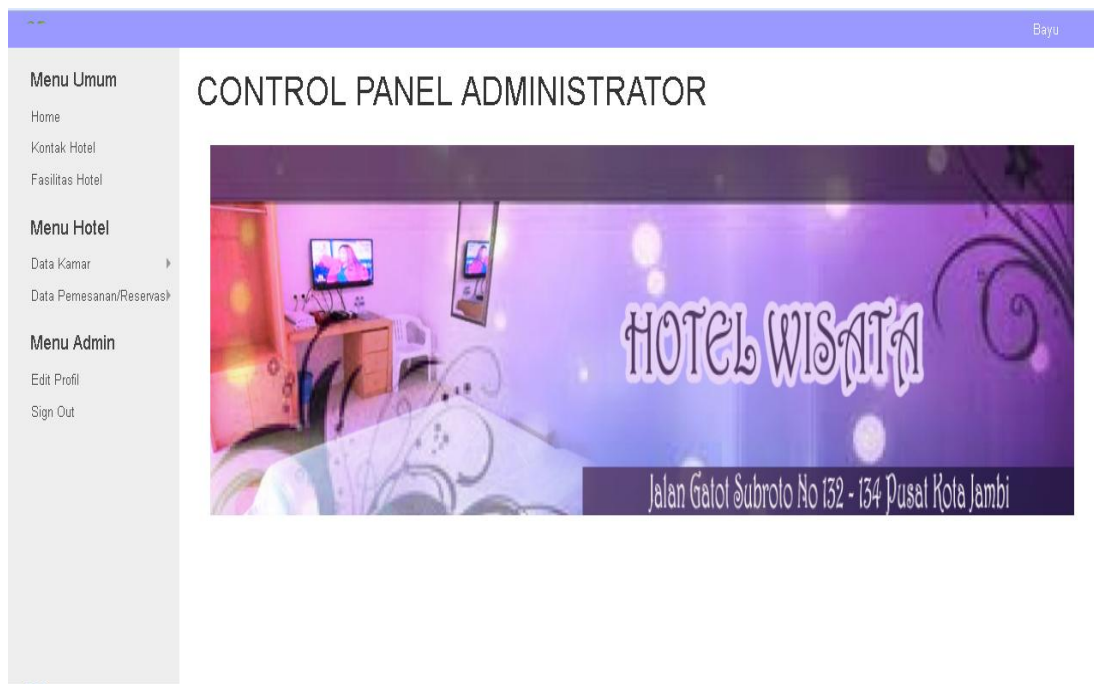 Bayu
Menu Umum
Home
Kontak Hotel
Fasilitas Hotel
Menu Hotel
Data Kamar
Data Pemesanan/Reservasi
Menu Admin
Edit Profil
Sign Out
CONTROL PANEL ADMINISTRATOR
HOTEL WISATA
Jalan Gatot Subroto No 132 - 134 Pusat Kota Jambi